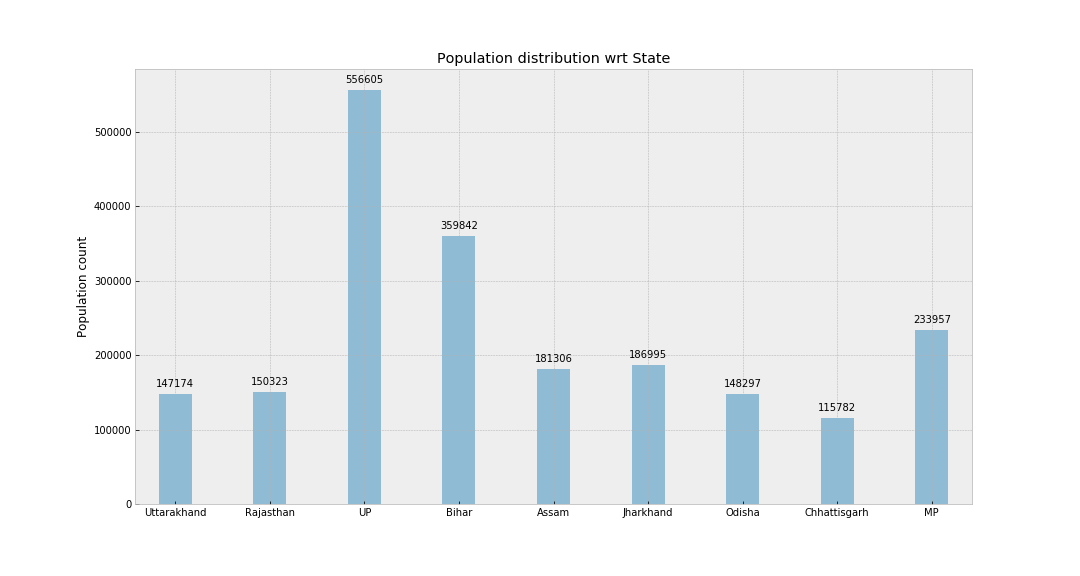 Population distribution wrt State
Population count
500000
400000
300000
200000
100000
0
147174
150323
556605
359842
181306
186995
148297
115782
233957
Uttarakhand
Rajasthan
UP
Bihar
Assam
Jharkhand
Odisha
Chhattisgarh
MP